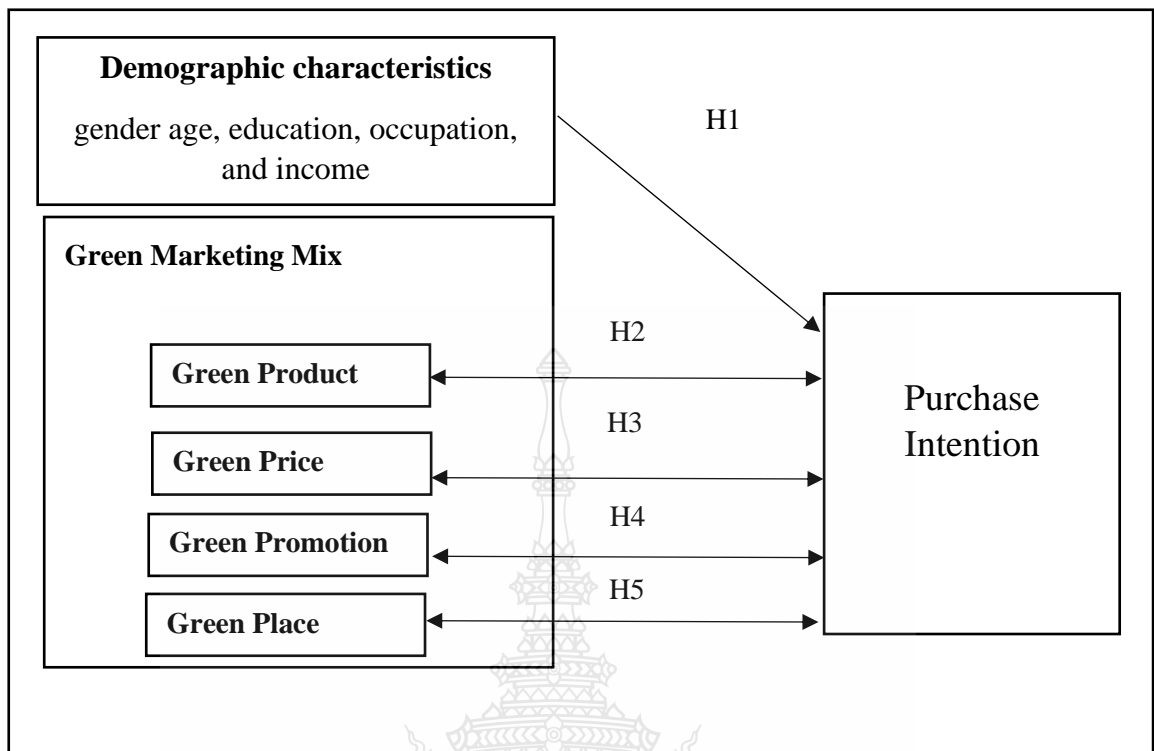 Demographic characteristics
gender age, education, occupation,
and income
H1
Green Marketing Mix
H2
Green Product
H3
Green Price
H4
Green Promotion
H5
Green Place
Purchase
Intention